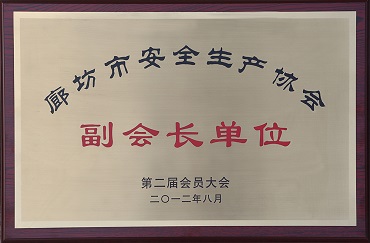 廊坊市安全生产协会
副会长单位
第二届会员大会
二〇一二年八月